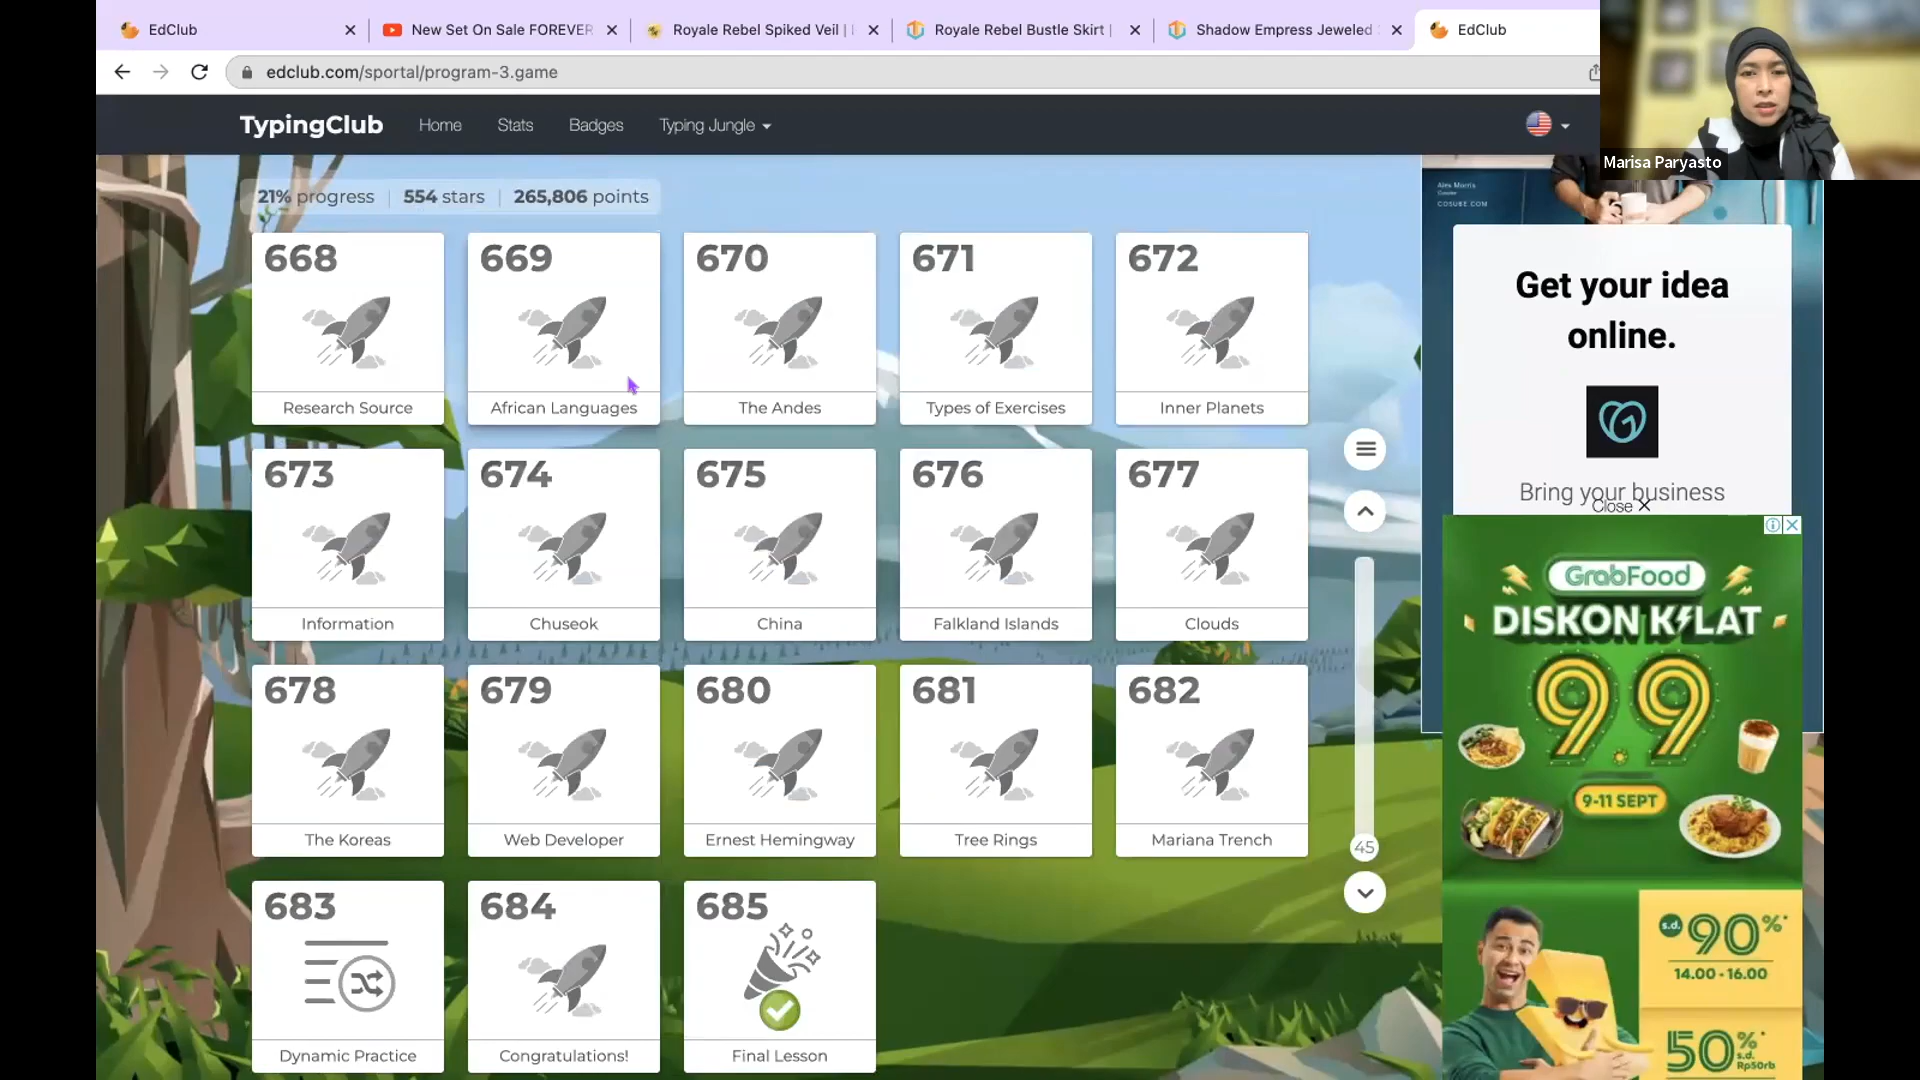 EdClub
New Set On Sale FOREVER
Royale Rebel Spiked Veil |
Royale Rebel Bustle Skirt |
Shadow Empress Jeweled
EdClub
edclub.com/sportal/program-3.game
Marisa Paryasto
TypingClub
Home
Stats
Badges
Typing Jungle
21% progress
554 stars
265,806 points
668
Research Source
669
African Languages
670
The Andes
671
Types of Exercises
672
Inner Planets
673
Information
674
Chuseok
675
China
676
Falkland Islands
677
Clouds
678
The Koreas
679
Web Developer
680
Ernest Hemingway
681
Tree Rings
682
Mariana Trench
683
Dynamic Practice
684
Congratulations!
685
Final Lesson
45
Alex Morris
COSUBE.COM
Get your idea
online.
Bring your business
Close
GrabFood
DISKON KILAT
9.9
9-11 SEPT
s.d. 90%*
14.00 - 16.00
50%*
s.d.
Rp50rb